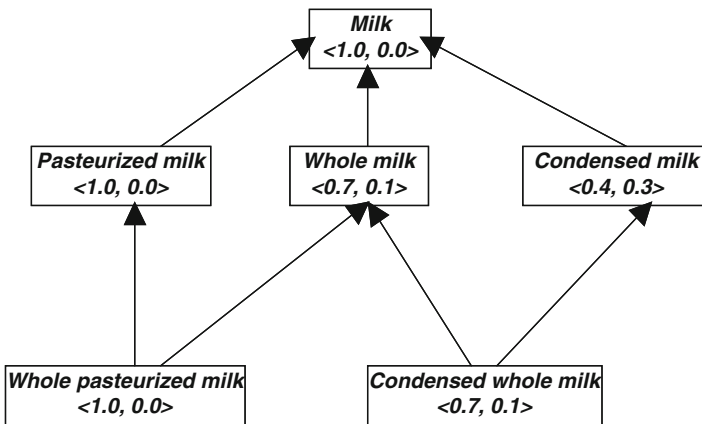 Milk
<1.0, 0.0>
Pasteurized milk
<1.0, 0.0>
Whole milk
<0.7, 0.1>
Condensed milk
<0.4, 0.3>
Whole pasteurized milk
<1.0, 0.0>
Condensed whole milk
<0.7, 0.1>